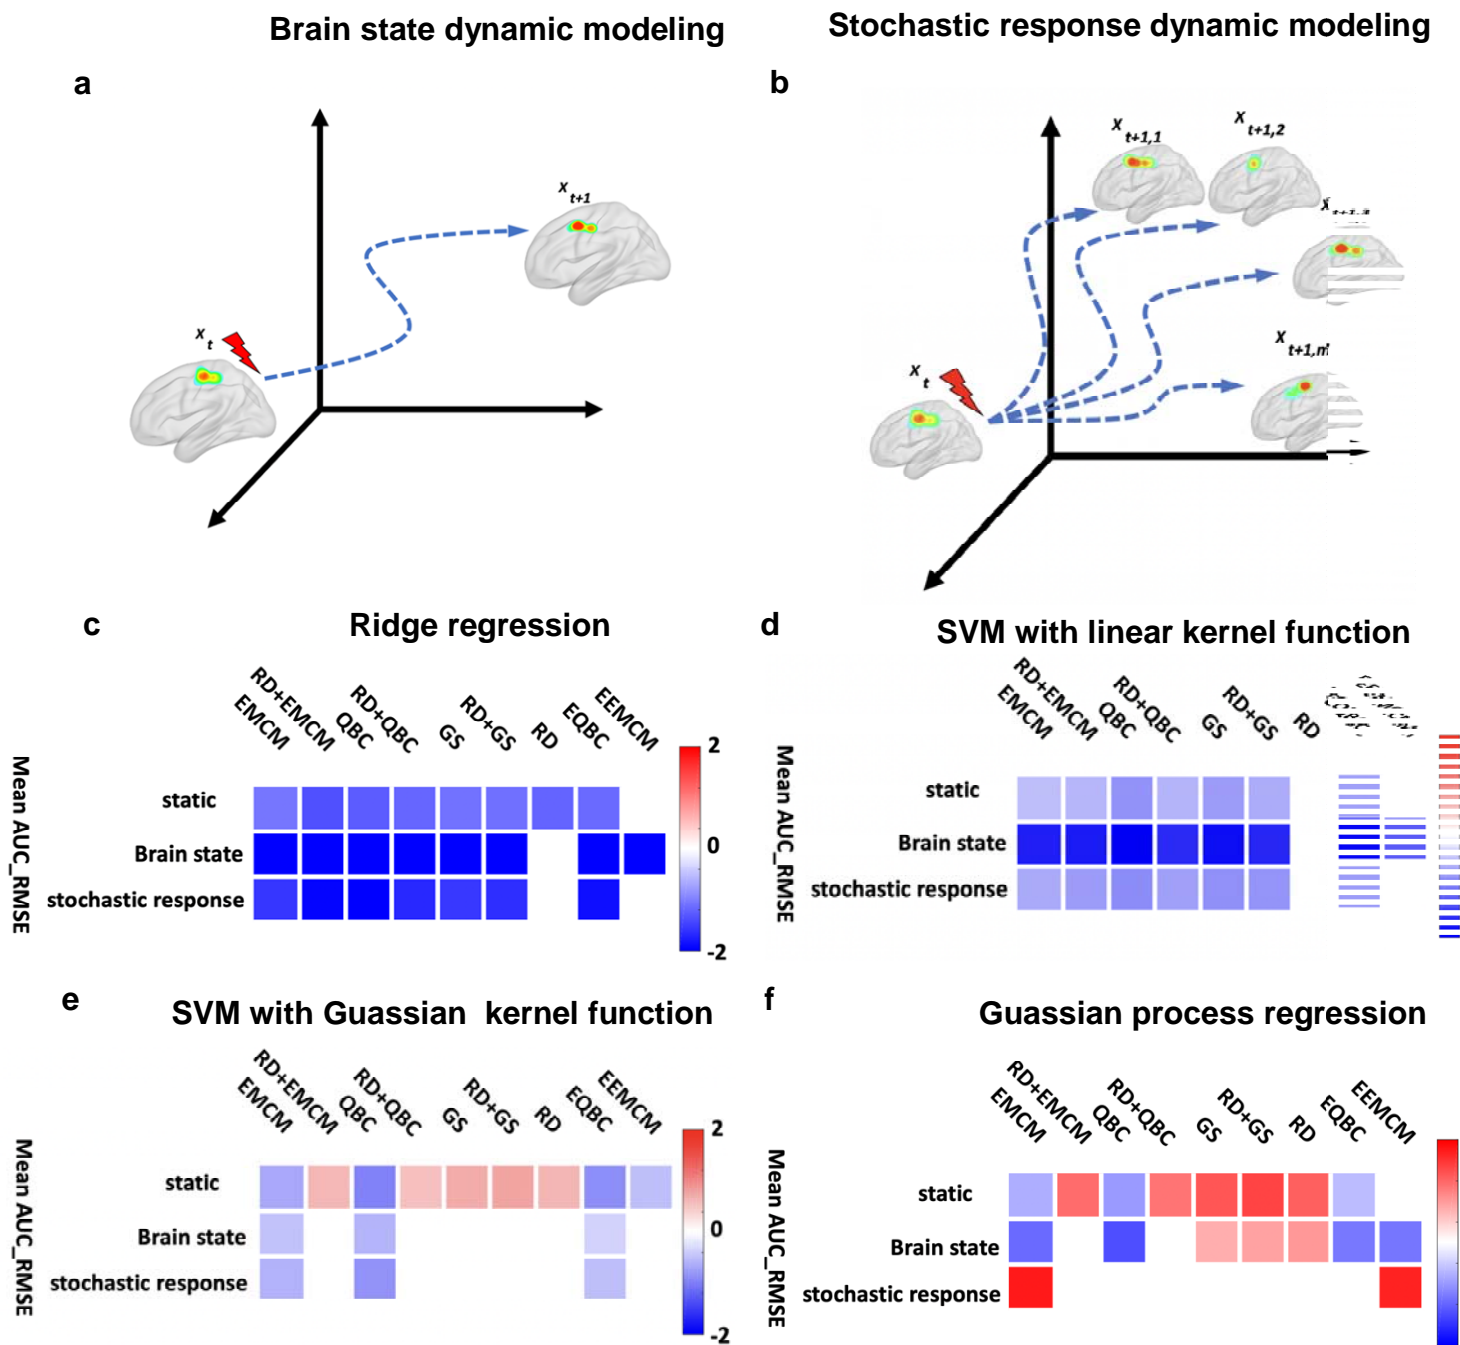 Brain state dynamic modeling
Stochastic response dynamic modeling
a
x t+1
x t
b
x t+1,1
x t+1,2
x t+1,m
x t
c
Ridge regression
EMCM
RD+EMCM
QBC
RD+QBC
GS
RD+GS
RD
EQBC
EEMCM
Mean AUC_RMSE
static
Brain state
stochastic response
2
0
-2
d
SVM with linear kernel function
EMCM
RD+EMCM
QBC
RD+QBC
GS
RD+GS
RD
Mean AUC_RMSE
static
Brain state
stochastic response
e
SVM with Guassian kernel function
EMCM
RD+EMCM
QBC
RD+QBC
GS
RD+GS
RD
EQBC
EEMCM
Mean AUC_RMSE
static
Brain state
stochastic response
2
0
-2
f
Guassian process regression
EMCM
RD+EMCM
QBC
RD+QBC
GS
RD+GS
RD
EQBC
EEMCM
Mean AUC_RMSE
static
Brain state
stochastic response